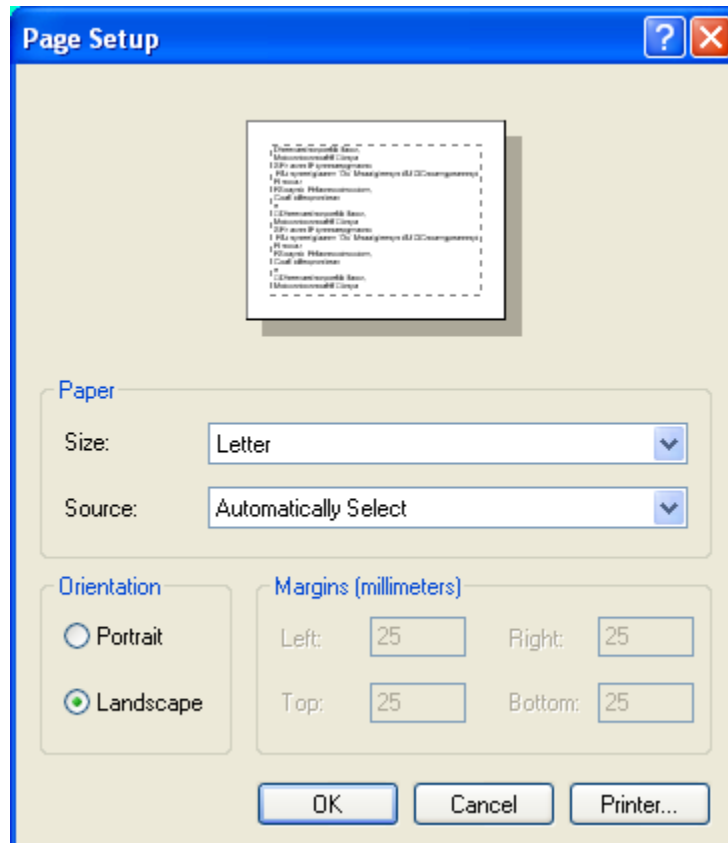 Page Setup
Paper
Size: Letter
Source: Automatically Select
Orientation
Portrait
Landscape
Margins (millimeters)
Left: 25 Right: 25
Top: 25 Bottom: 25
OK Cancel Printer...